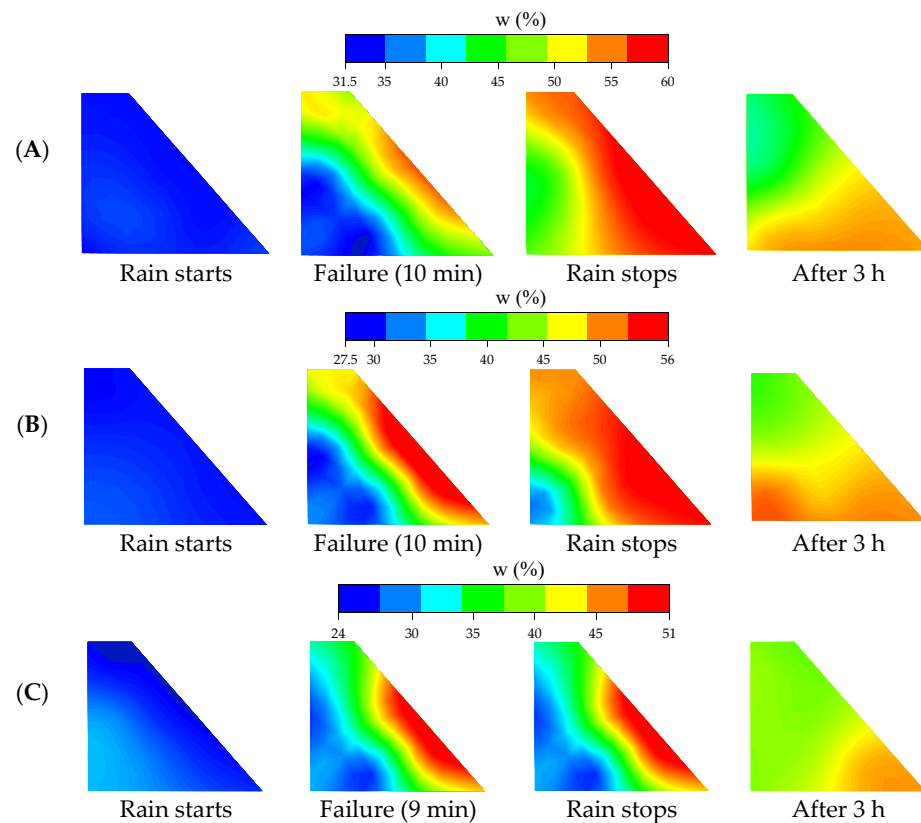 w (%)
31.5 35 40 45 50 55 60
(A)
Rain starts Failure (10 min) Rain stops After 3 h
w (%)
27.5 30 35 40 45 50 56
(B)
Rain starts Failure (10 min) Rain stops After 3 h
w (%)
24 30 35 40 45 51
(C)
Rain starts Failure (9 min) Rain stops After 3 h